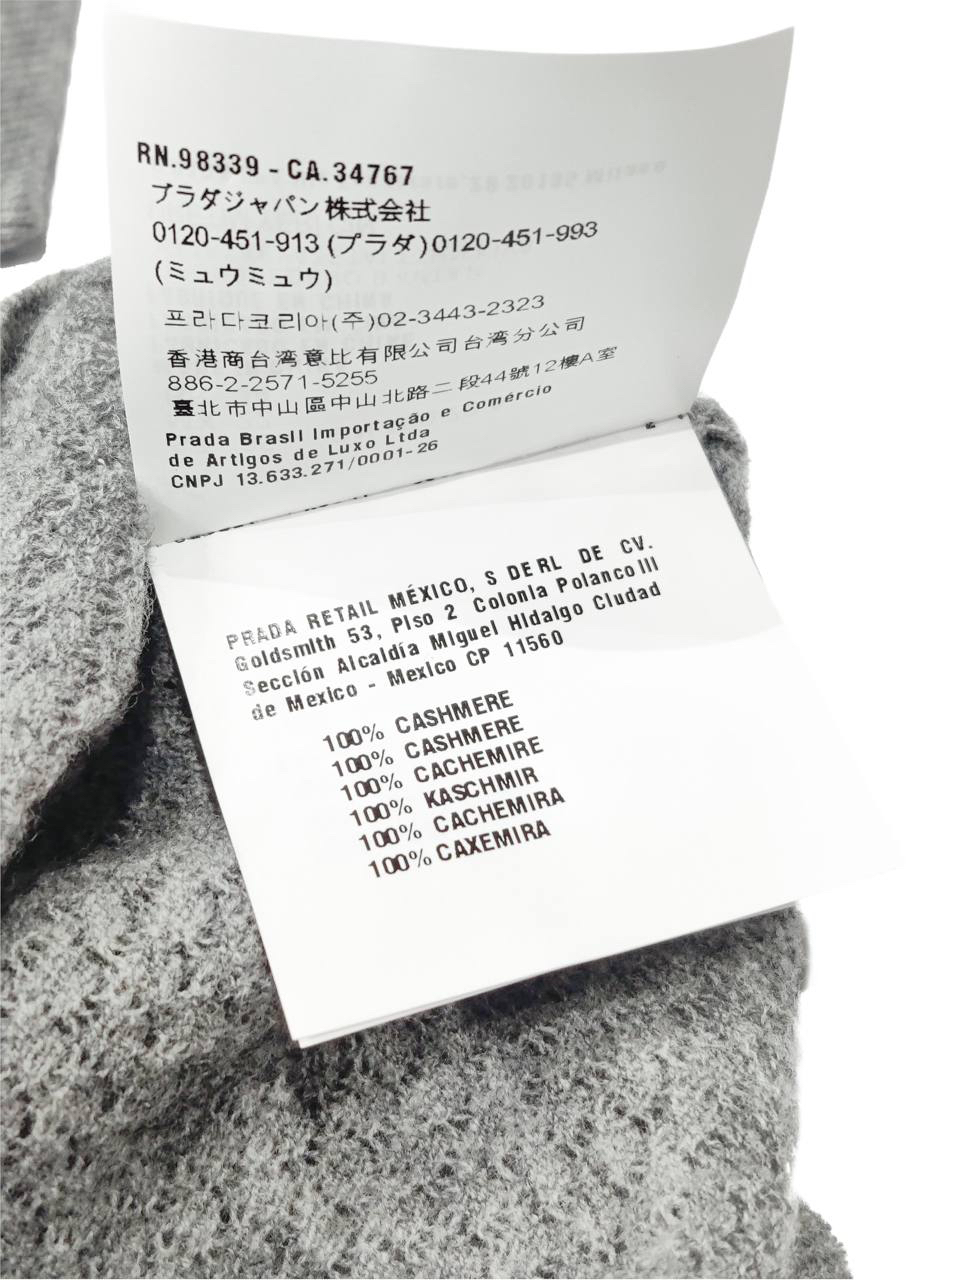 RN.98339 - CA.34767
プラダジャパン株式会社
0120-451-913 (プラダ)0120-451-993
(ミュウミュウ)
프라다코리아(주)02-3443-2323
香港商台湾意比有限公司台湾分公司
886-2-2571-5255
臺北市中山區中山北路二段44號12樓A室
Prada Brasil Importação e Comércio
de Artigos de Luxo Ltda
CNPJ 13.633.271/0001-26
PRADA RETAIL MÉXICO, S DE RL DE CV.
Goldsmith 53, Piso 2 Colonia Polanco III
Sección Alcaldía Miguel Hidalgo Ciudad
de Mexico - Mexico CP 11560
100% CASHMERE
100% CASHMERE
100% CACHEMIRE
100% KASCHMIR
100% CACHEMIRA
100% CAXEMIRA